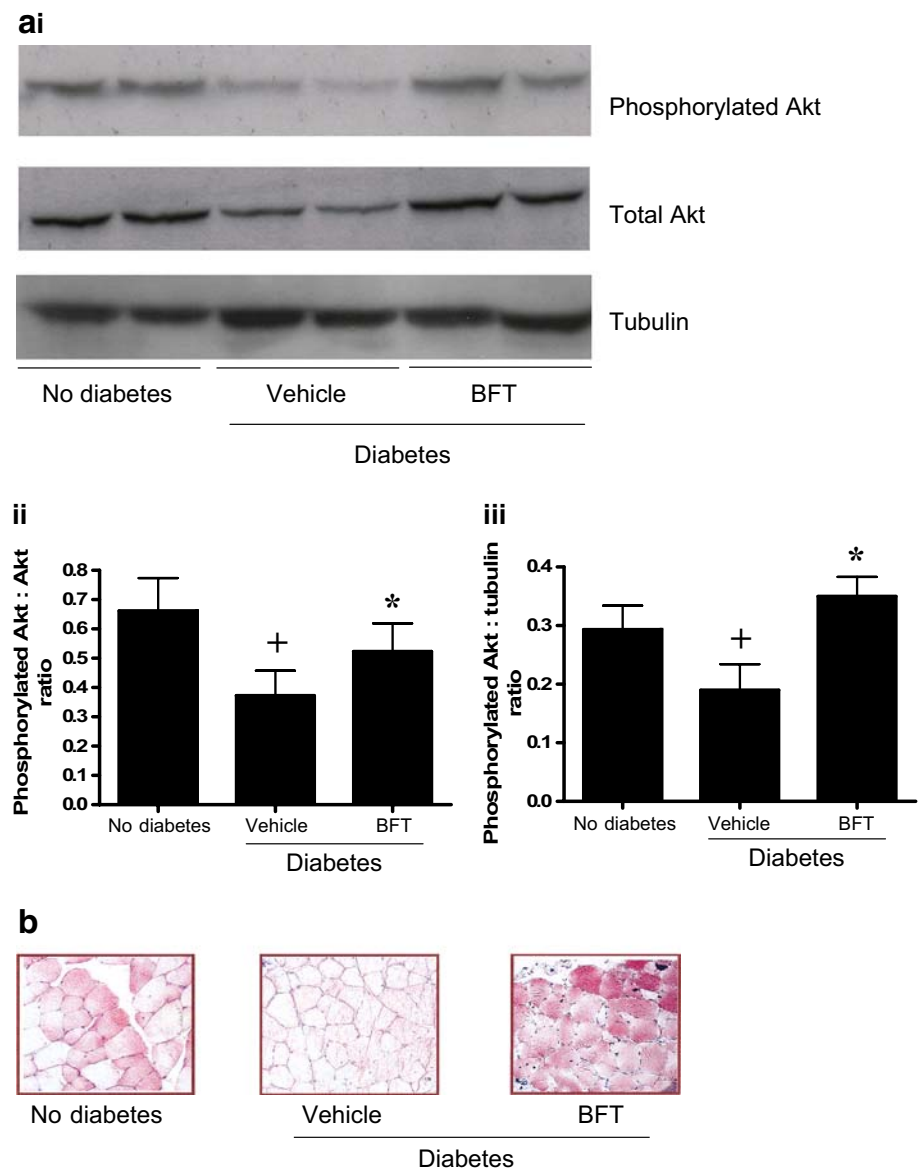 ai
Phosphorylated Akt
Total Akt
Tubulin
No diabetes Vehicle BFT
Diabetes
ii
Phosphorylated Akt : Akt
ratio
0.8
0.7
0.6
0.5
0.4
0.3
0.2
0.1
0.0
+
*
No diabetes Vehicle BFT
Diabetes
iii
Phosphorylated Akt : tubulin
ratio
0.4
0.3
0.2
0.1
0.0
+
*
No diabetes Vehicle BFT
Diabetes
b
No diabetes Vehicle BFT
Diabetes